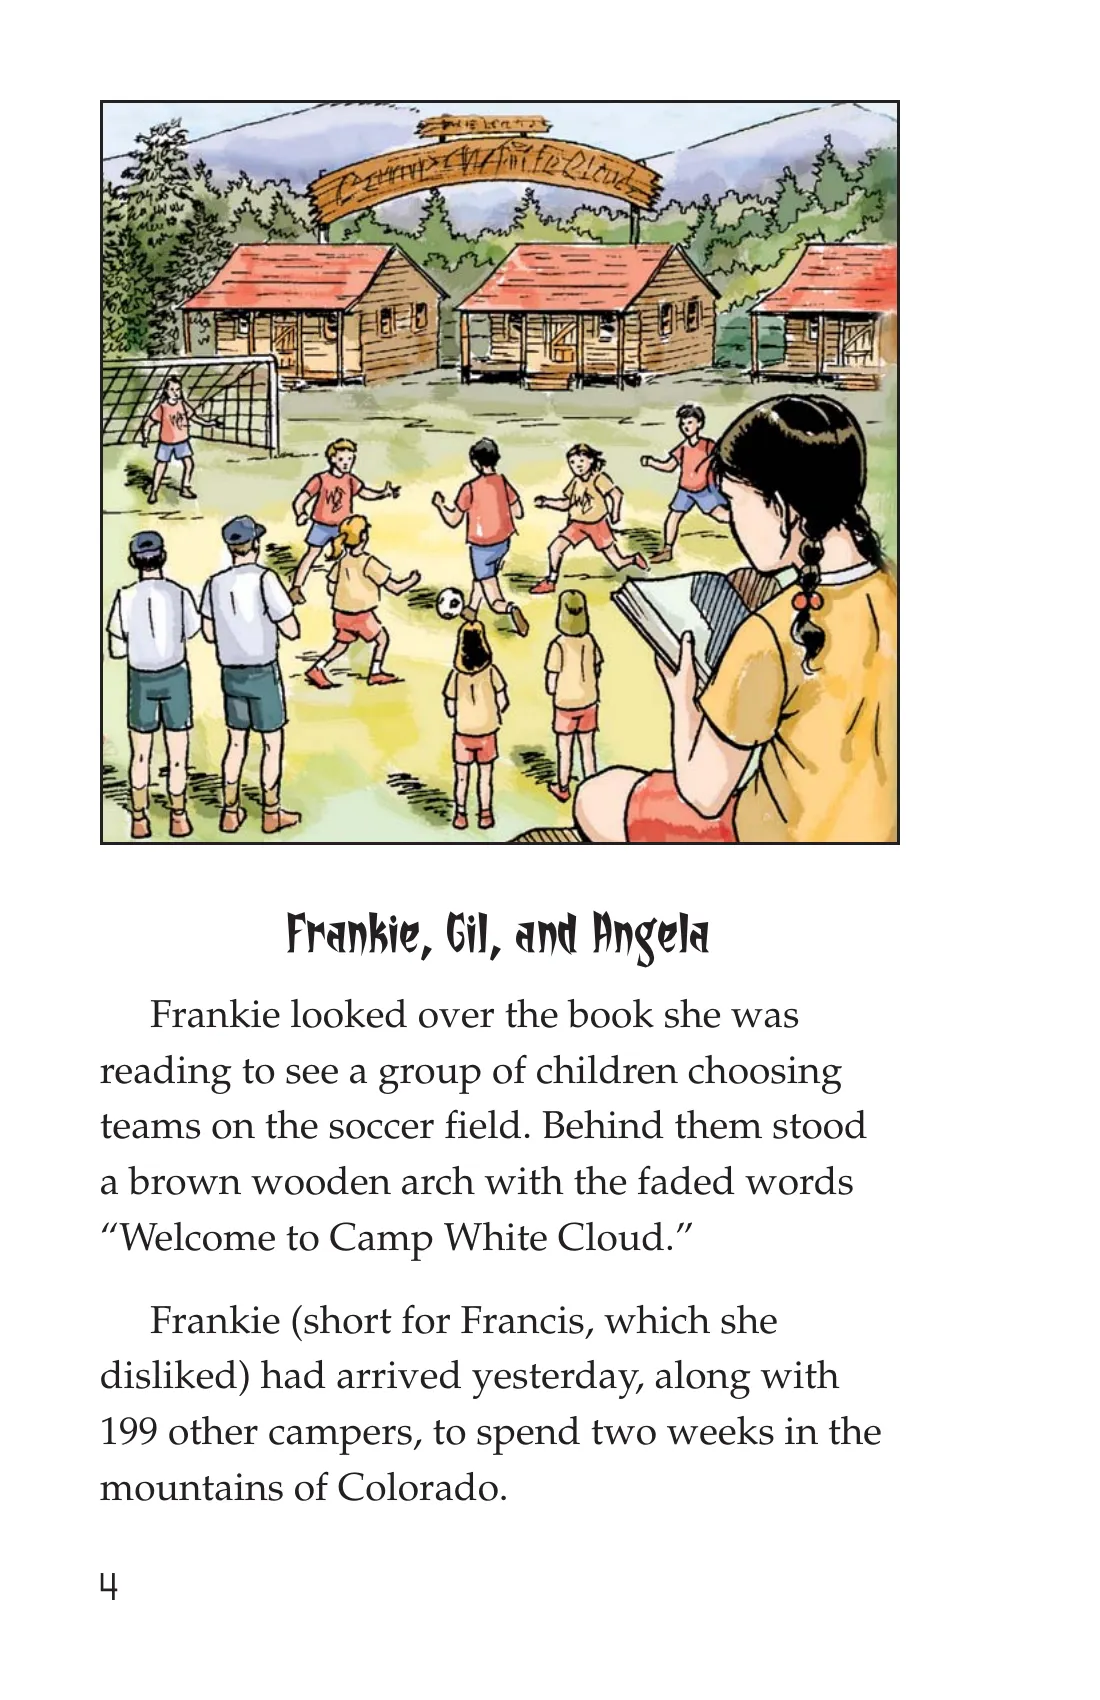 Welcome to
Camp White Cloud
Frankie, Gil, and Angela
Frankie looked over the book she was
reading to see a group of children choosing
teams on the soccer field. Behind them stood
a brown wooden arch with the faded words
“Welcome to Camp White Cloud.”
Frankie (short for Francis, which she
disliked) had arrived yesterday, along with
199 other campers, to spend two weeks in the
mountains of Colorado.
4